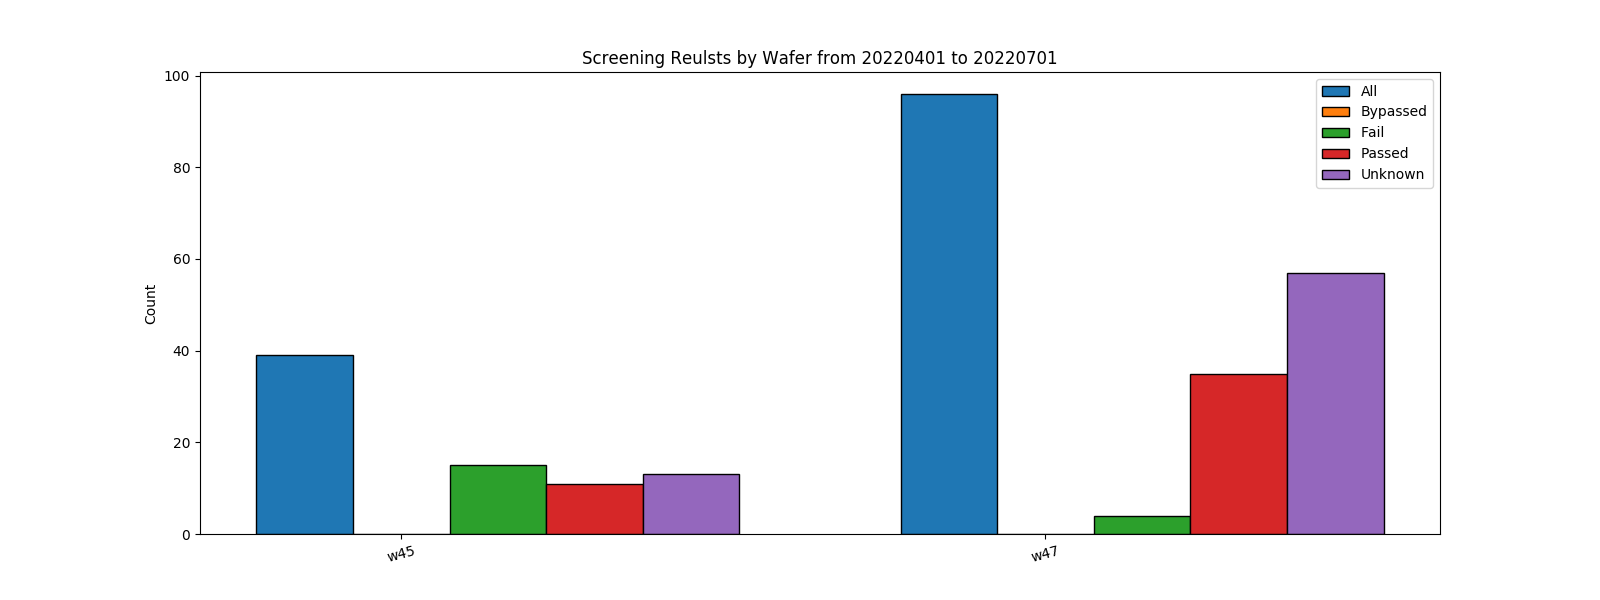 Screening Reulsts by Wafer from 20220401 to 20220701
100
80
60
40
20
0
Count
All
Bypassed
Fail
Passed
Unknown
w45
w47